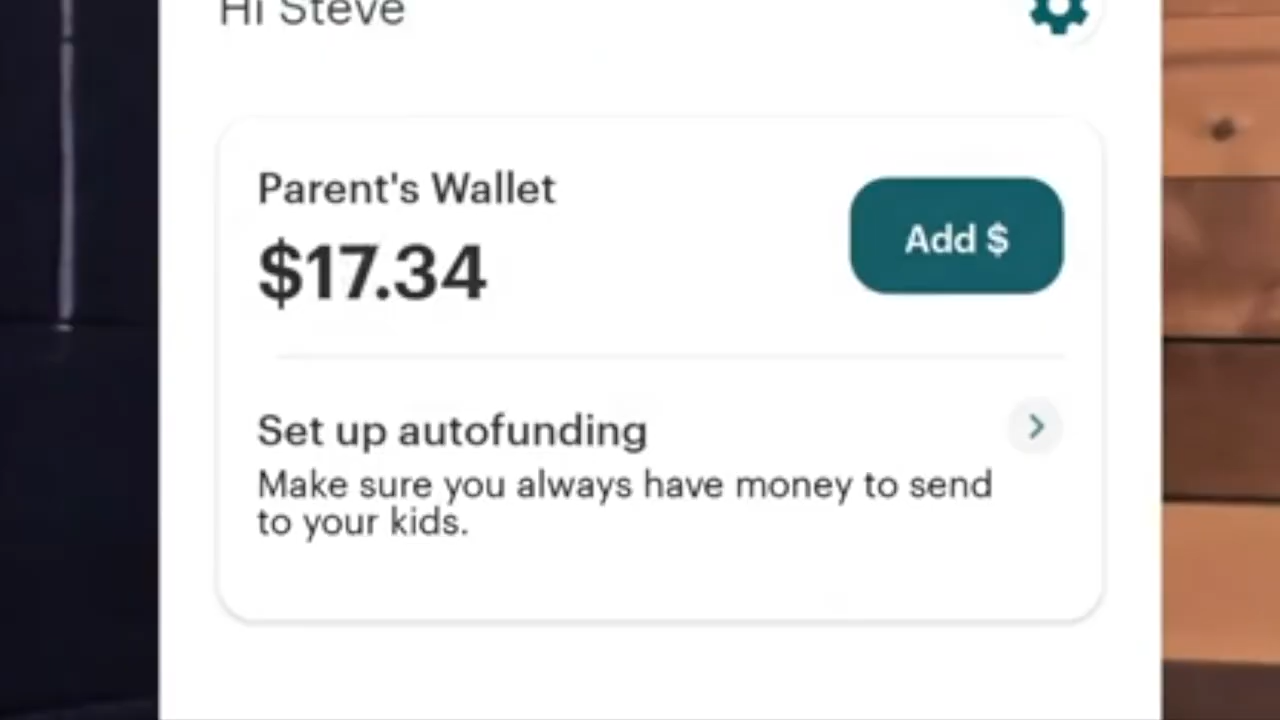 Hi Steve
Parent's Wallet
$17.34
Add $
Set up autofunding
Make sure you always have money to send
to your kids.